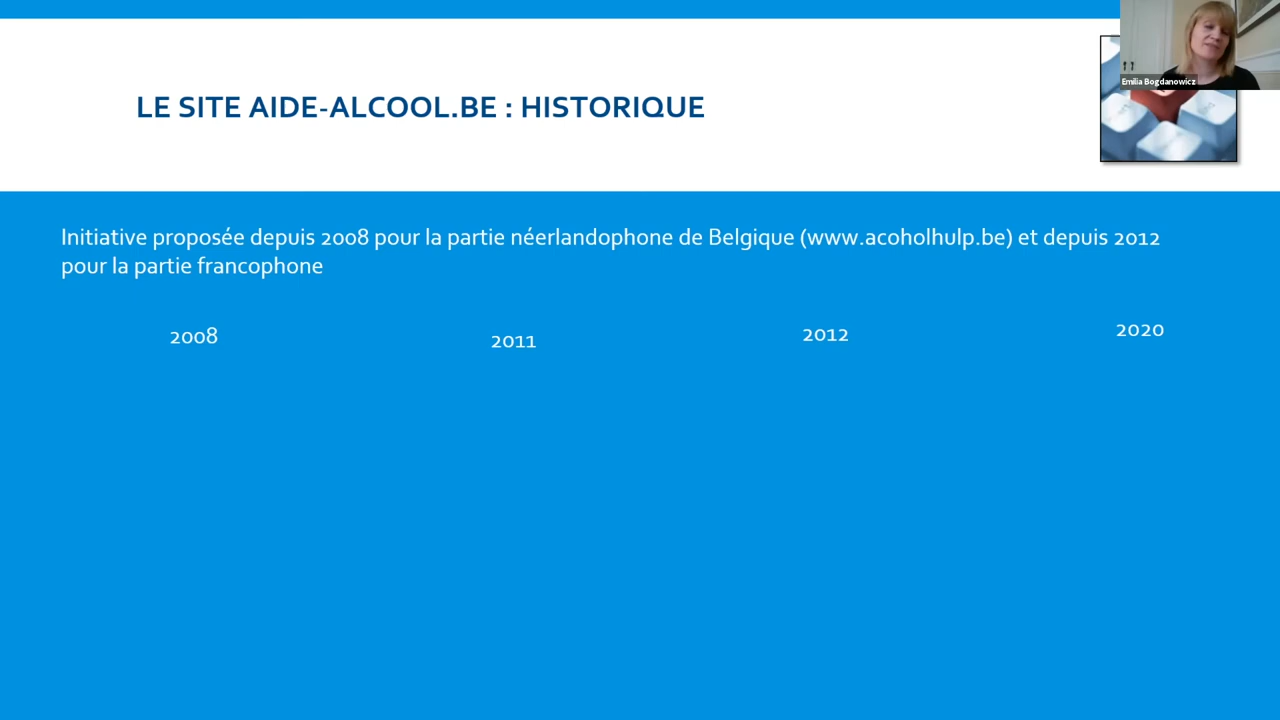 Emilia Bogdanowicz
LE SITE AIDE-ALCOOL.BE : HISTORIQUE
Initiative proposée depuis 2008 pour la partie néerlandophone de Belgique (www.acoholhulp.be) et depuis 2012
pour la partie francophone
2008 2011 2012 2020